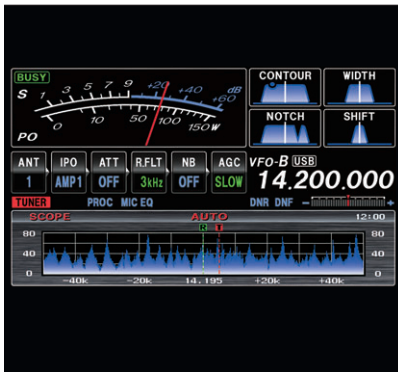 BUSY
S 1 3 5 7 9 +20 +40 +60 dB
PO 0 10 50 100 150 W
CONTOUR WIDTH
NOTCH SHIFT
ANT IPO ATT R.FLT NB AGC VFO-B USB
1 AMP1 OFF 3kHz OFF SLOW 14.200.000
TUNER PROC MIC EQ DNR DNF - +
SCOPE AUTO 12:00
R T
80 80
40 40
0 0
-40k -20k 14,195 +20k +40k